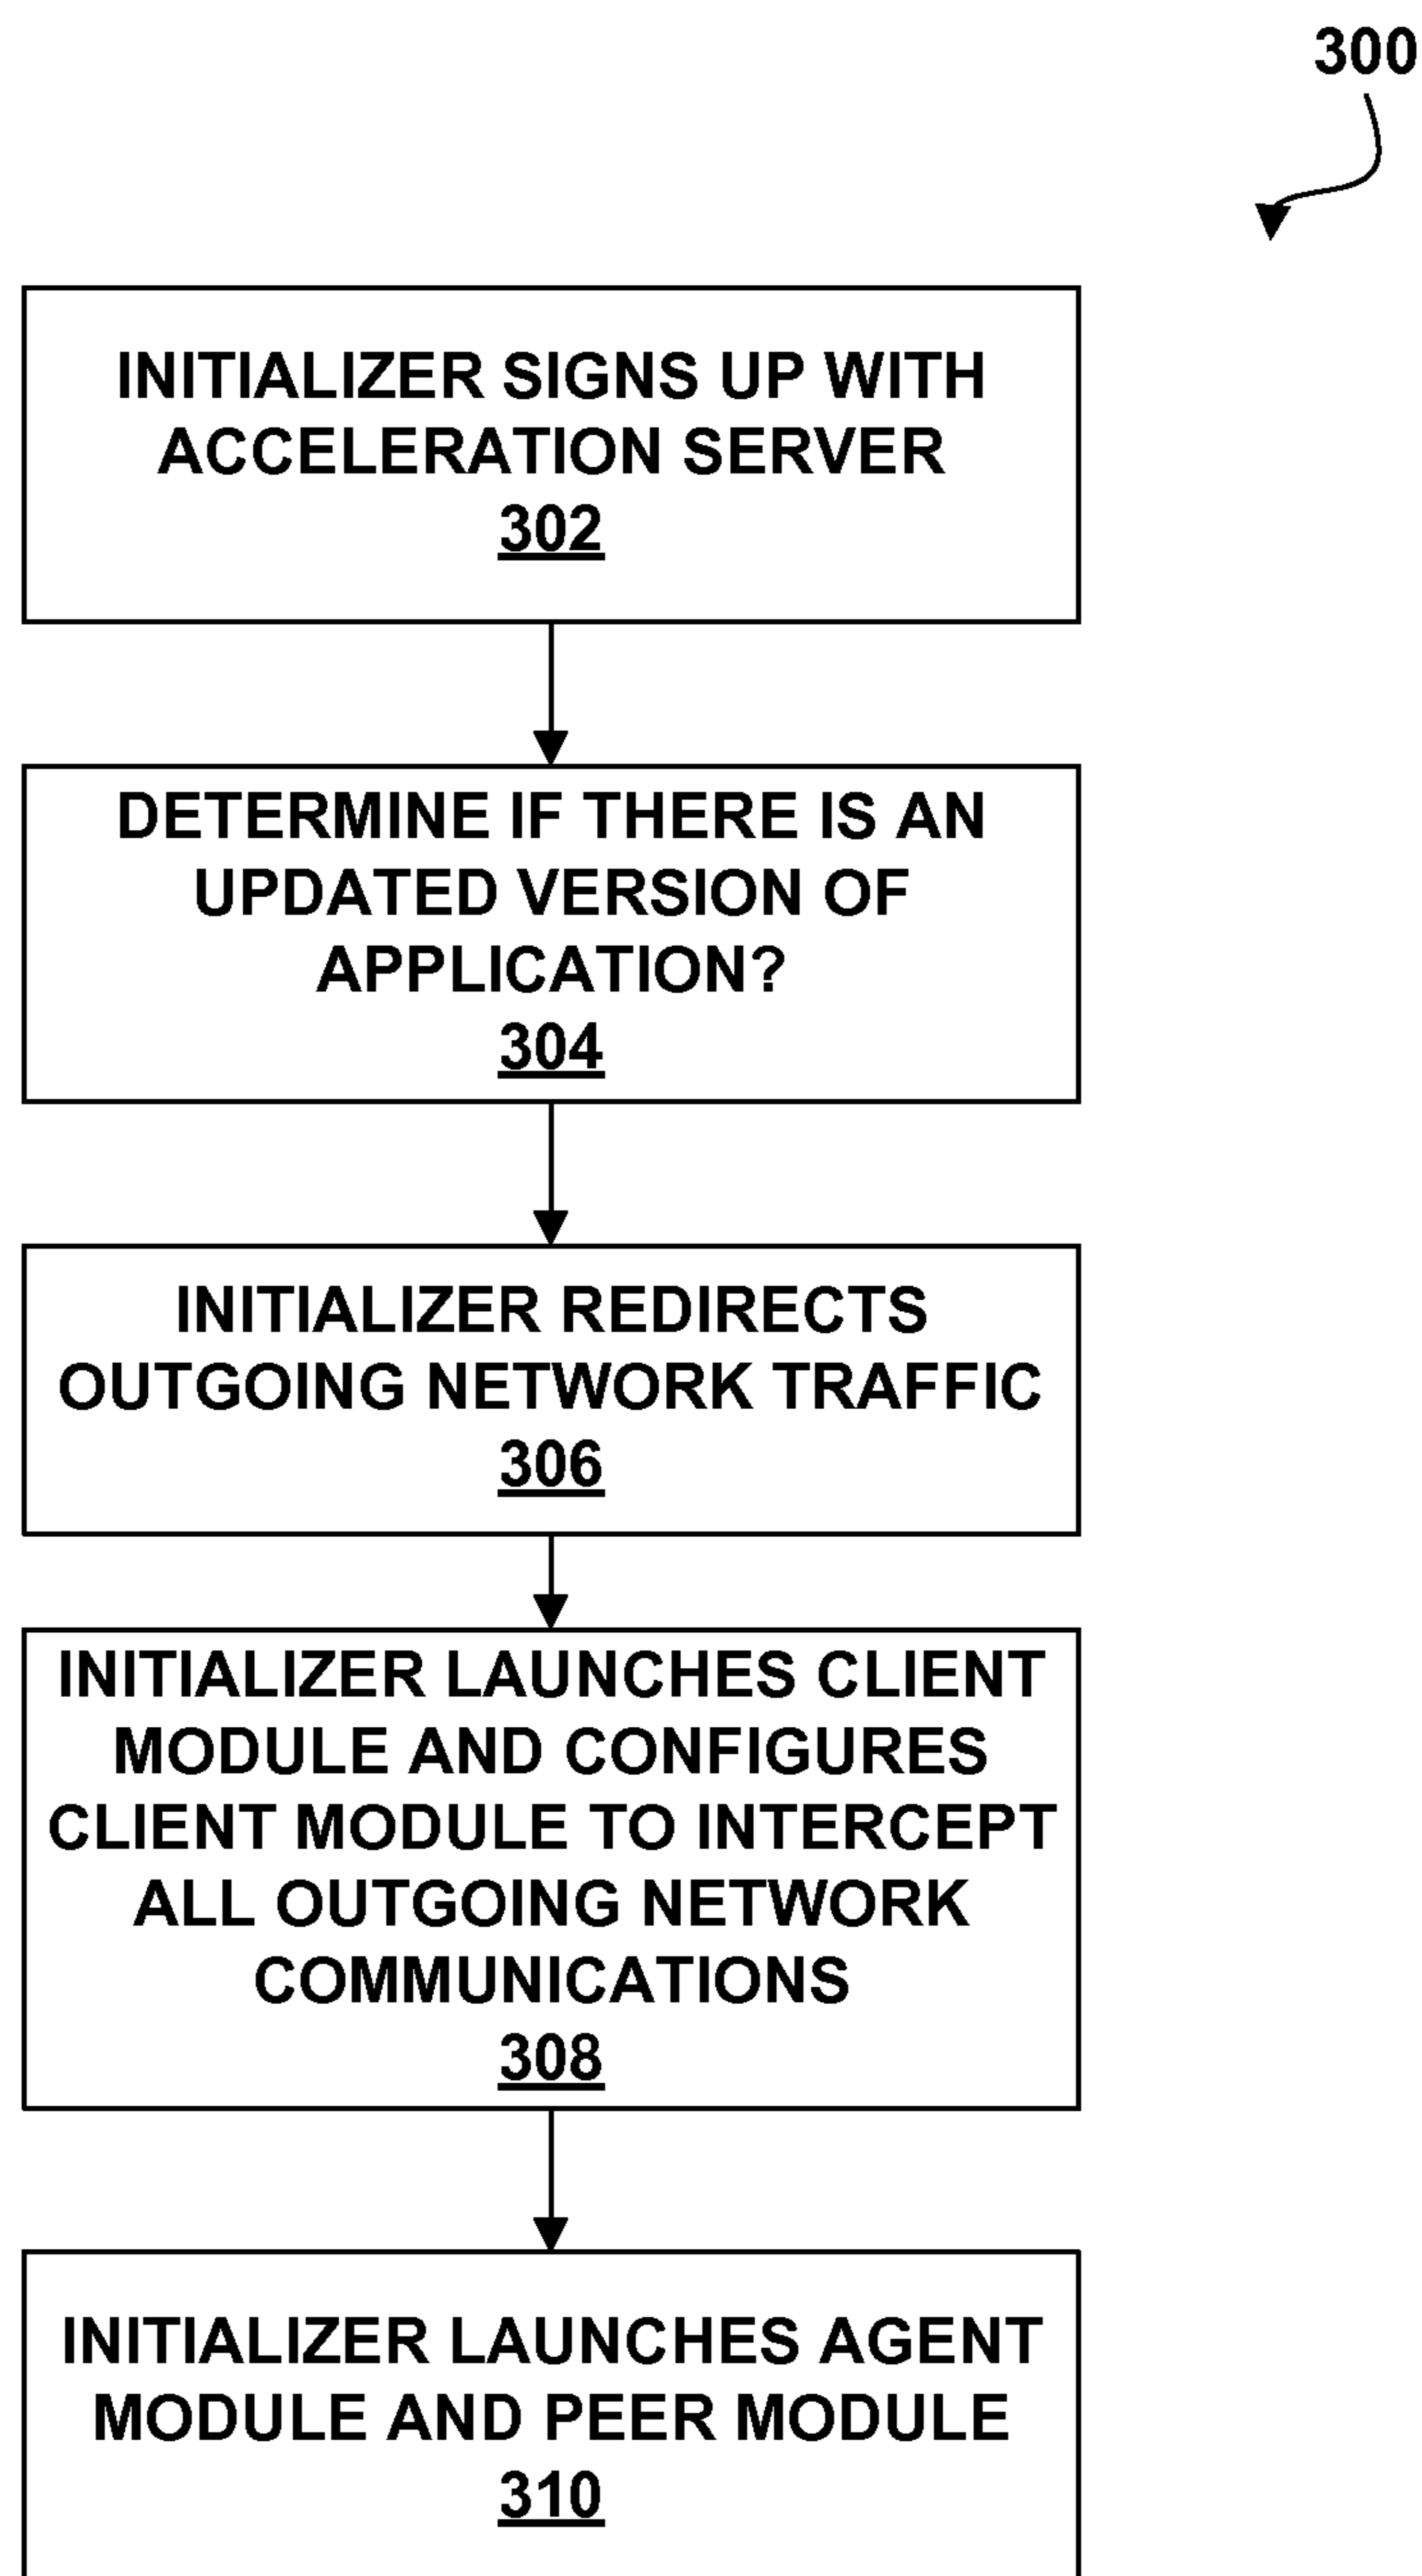 300
INITIALIZER SIGNS UP WITH
ACCELERATION SERVER
302
DETERMINE IF THERE IS AN
UPDATED VERSION OF
APPLICATION?
304
INITIALIZER REDIRECTS
OUTGOING NETWORK TRAFFIC
306
INITIALIZER LAUNCHES CLIENT
MODULE AND CONFIGURES
CLIENT MODULE TO INTERCEPT
ALL OUTGOING NETWORK
COMMUNICATIONS
308
INITIALIZER LAUNCHES AGENT
MODULE AND PEER MODULE
310